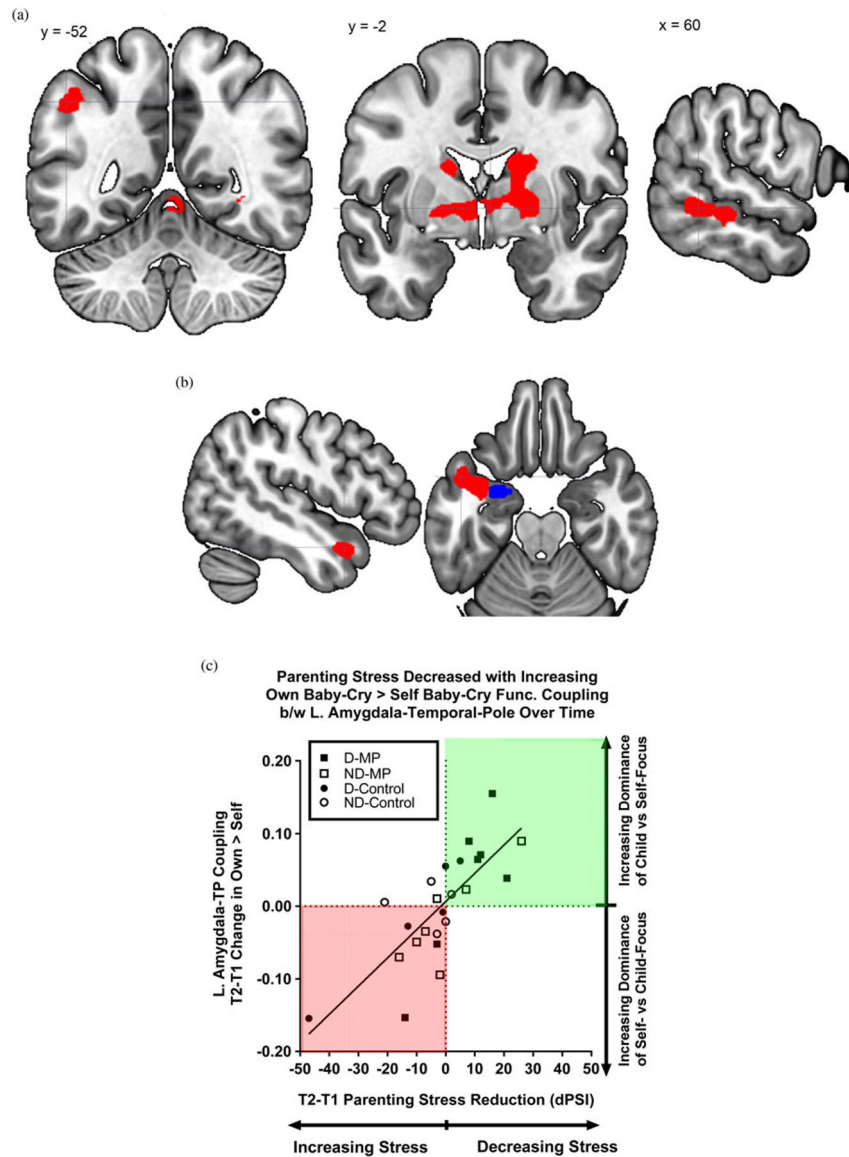 (a)
y = -52
y = -2
x = 60
(b)
(c)
Parenting Stress Decreased with Increasing
Own Baby-Cry > Self Baby-Cry Func. Coupling
b/w L. Amygdala-Temporal-Pole Over Time
D-MP
ND-MP
D-Control
ND-Control
L. Amygdala-TP Coupling
T2-T1 Change in Own > Self
0.20
0.10
0.00
-0.10
-0.20
-50 -40 -30 -20 -10 0 10 20 30 40 50
T2-T1 Parenting Stress Reduction (dPSI)
Increasing Stress
Decreasing Stress
Increasing Dominance
of Child vs Self-Focus
Increasing Dominance
of Self- vs Child-Focus